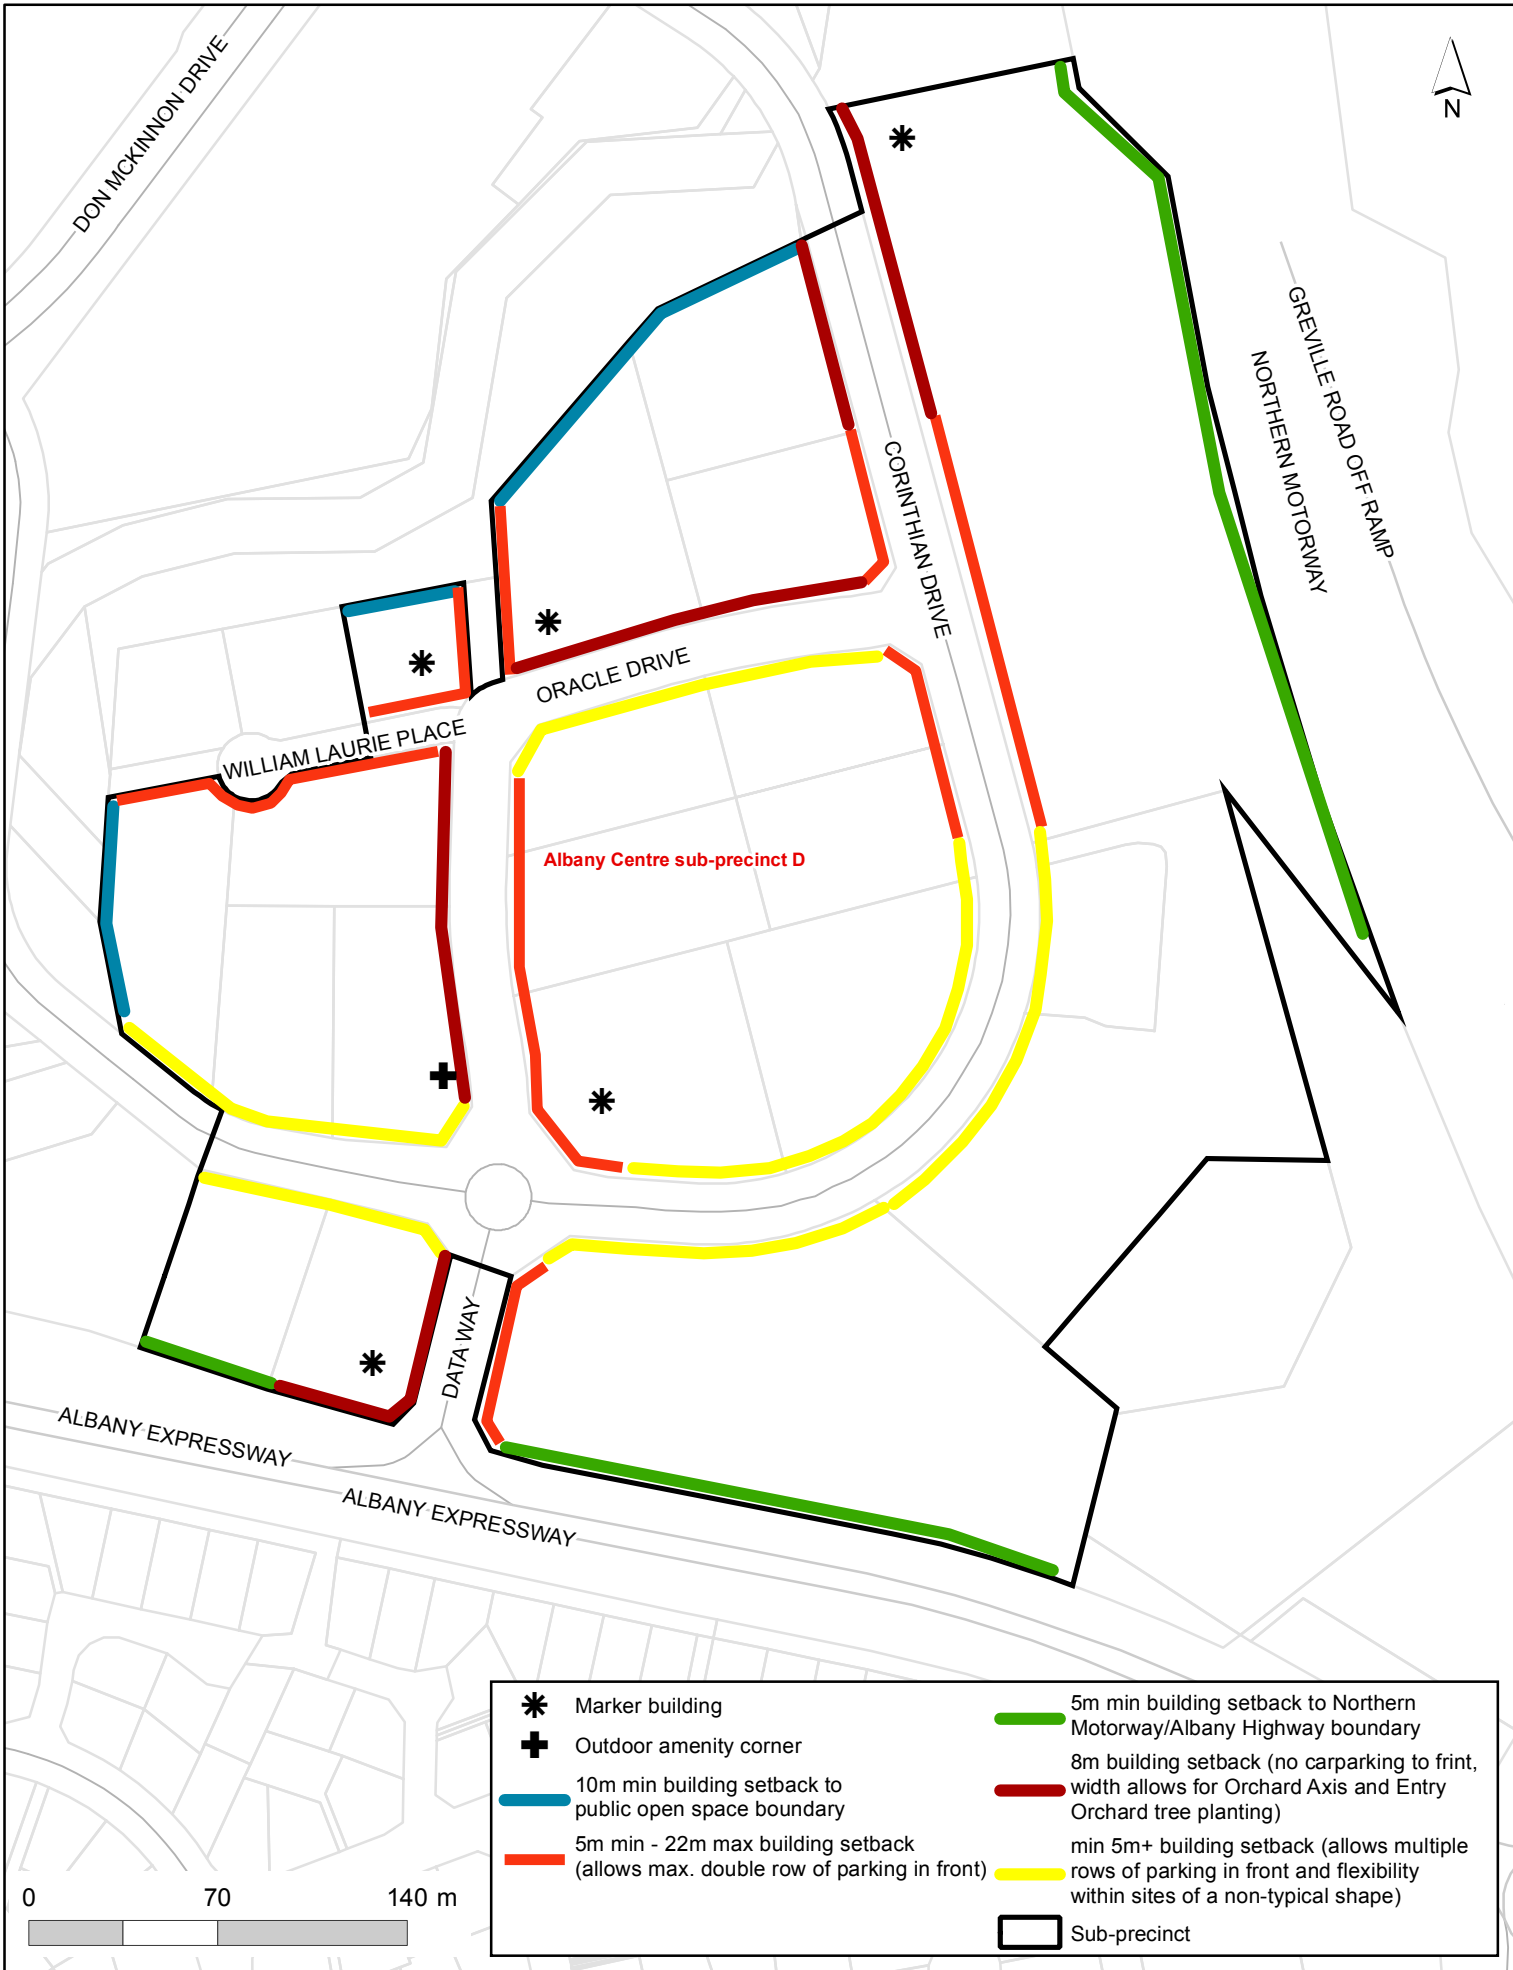 DON MCKINNON DRIVE
N
GREVILLE ROAD OFF RAMP
NORTHERN MOTORWAY
CORINTHIAN DRIVE
ORACLE DRIVE
WILLIAM LAURIE PLACE
Albany Centre sub-precinct D
DATA WAY
ALBANY EXPRESSWAY
ALBANY EXPRESSWAY
Marker building
Outdoor amenity corner
10m min building setback to
public open space boundary
5m min - 22m max building setback
(allows max. double row of parking in front)
5m min building setback to Northern
Motorway/Albany Highway boundary
8m building setback (no carparking to frint,
width allows for Orchard Axis and Entry
Orchard tree planting)
min 5m+ building setback (allows multiple
rows of parking in front and flexibility
within sites of a non-typical shape)
Sub-precinct
0 70 140 m